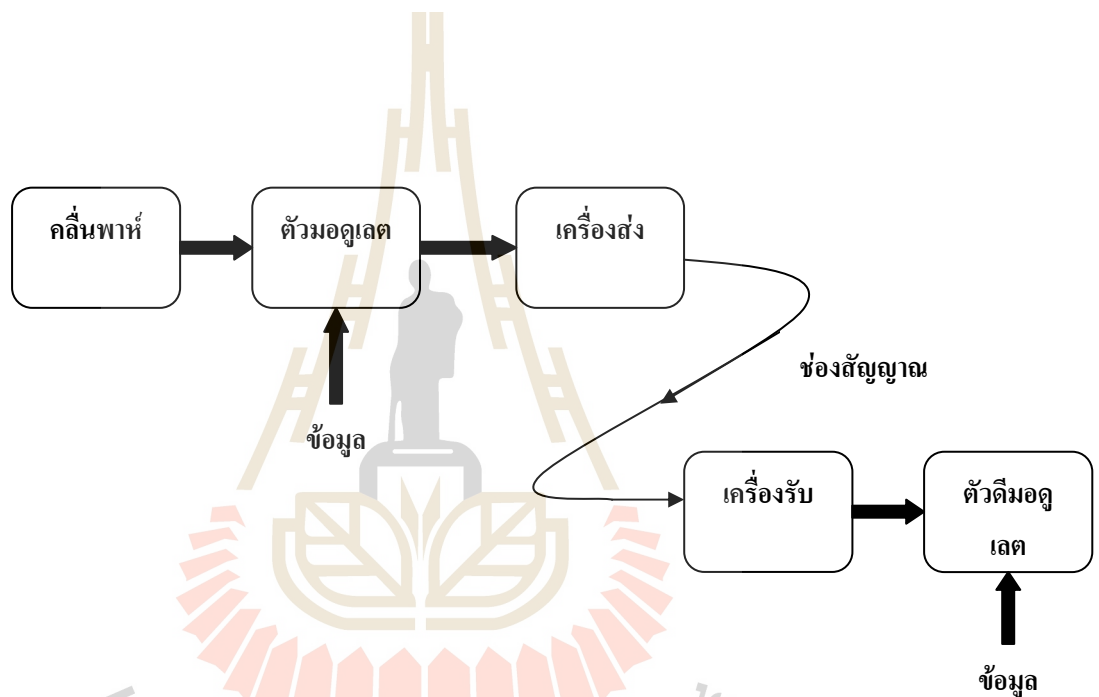 คลื่นพาห์
ตัวมอดูเลต
เครื่องส่ง
ช่องสัญญาณ
ข้อมูล
เครื่องรับ
ตัวดีมอดู
เลต
ข้อมูล